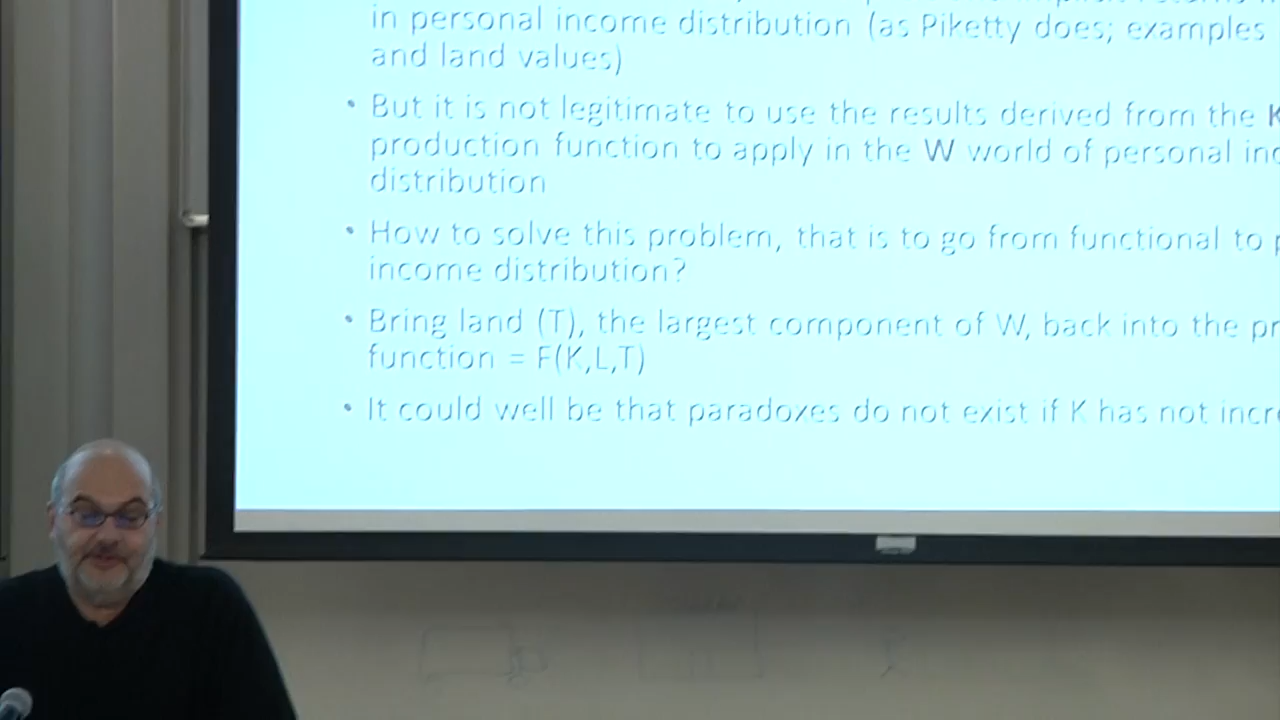 in personal income distribution (as Piketty does; examples
and land values)
• But it is not legitimate to use the results derived from the K
production function to apply in the W world of personal inc
distribution
• How to solve this problem, that is to go from functional to p
income distribution?
• Bring land (T), the largest component of W, back into the pr
function = F(K,L,T)
• It could well be that paradoxes do not exist if K has not incre